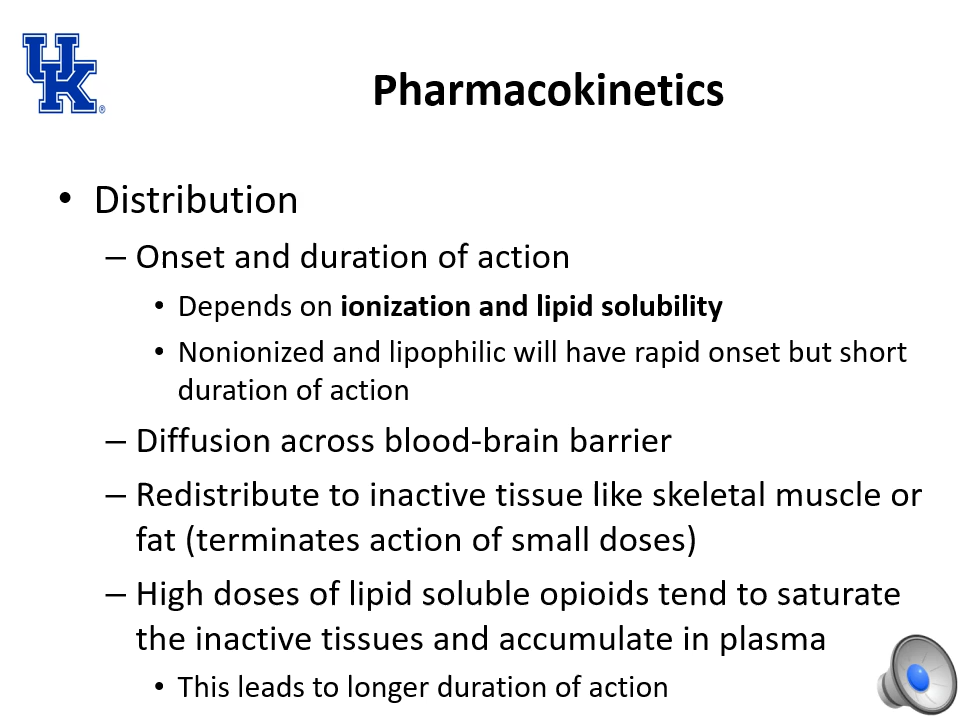 UK®
Pharmacokinetics
• Distribution
– Onset and duration of action
• Depends on ionization and lipid solubility
• Nonionized and lipophilic will have rapid onset but short
duration of action
– Diffusion across blood-brain barrier
– Redistribute to inactive tissue like skeletal muscle or
fat (terminates action of small doses)
– High doses of lipid soluble opioids tend to saturate
the inactive tissues and accumulate in plasma
• This leads to longer duration of action